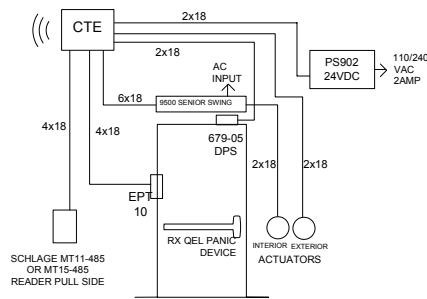 CTE
2x18
2x18
PS902
24VDC
110/240
VAC
2AMP
AC
INPUT
6x18
9500 SENIOR SWING
679-05
DPS
4x18
4x18
2x18
2x18
EPT
10
RX QEL PANIC
DEVICE
INTERIOR
EXTERIOR
ACTUATORS
SCHLAGE MT11-485
OR MT15-485
READER PULL SIDE